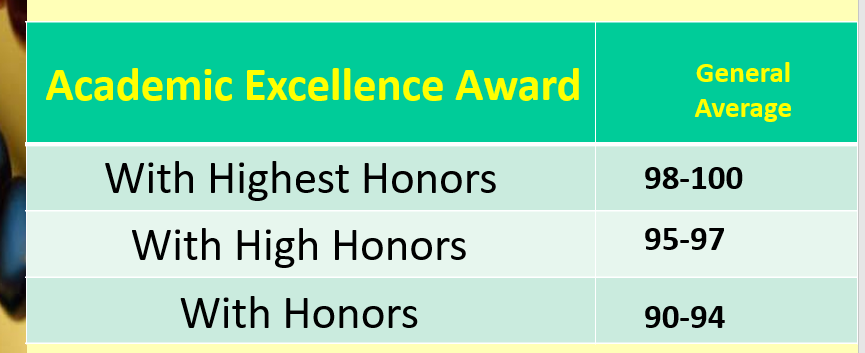 Academic Excellence Award
General
Average
With Highest Honors
98-100
With High Honors
95-97
With Honors
90-94